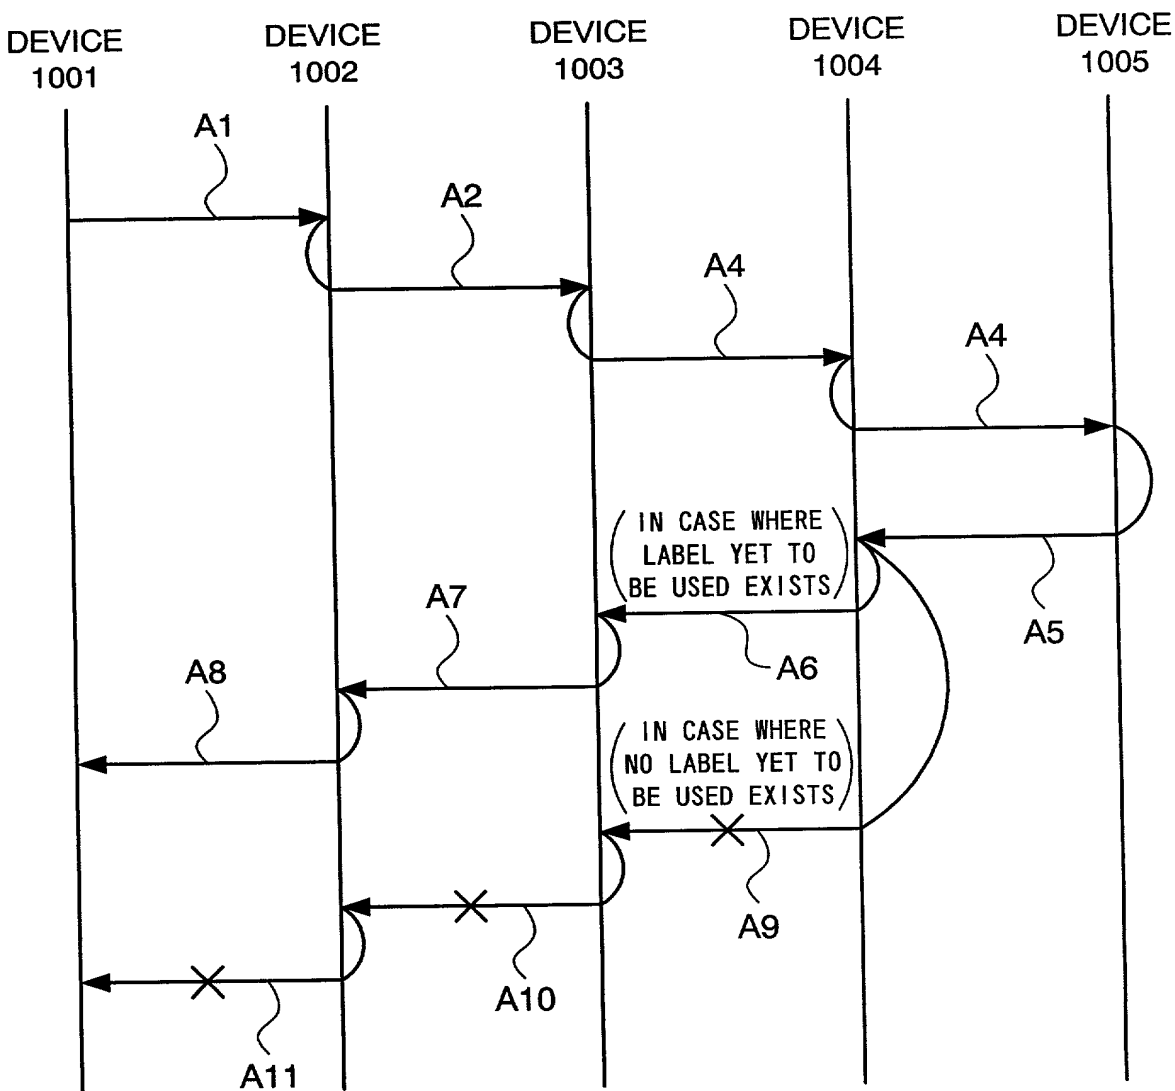 DEVICE
1001
DEVICE
1002
DEVICE
1003
DEVICE
1004
DEVICE
1005
A1
A2
A4
A4
(IN CASE WHERE
LABEL YET TO
BE USED EXISTS)
A5
A7
A6
A8
(IN CASE WHERE
NO LABEL YET TO
BE USED EXISTS)
A9
A10
A11